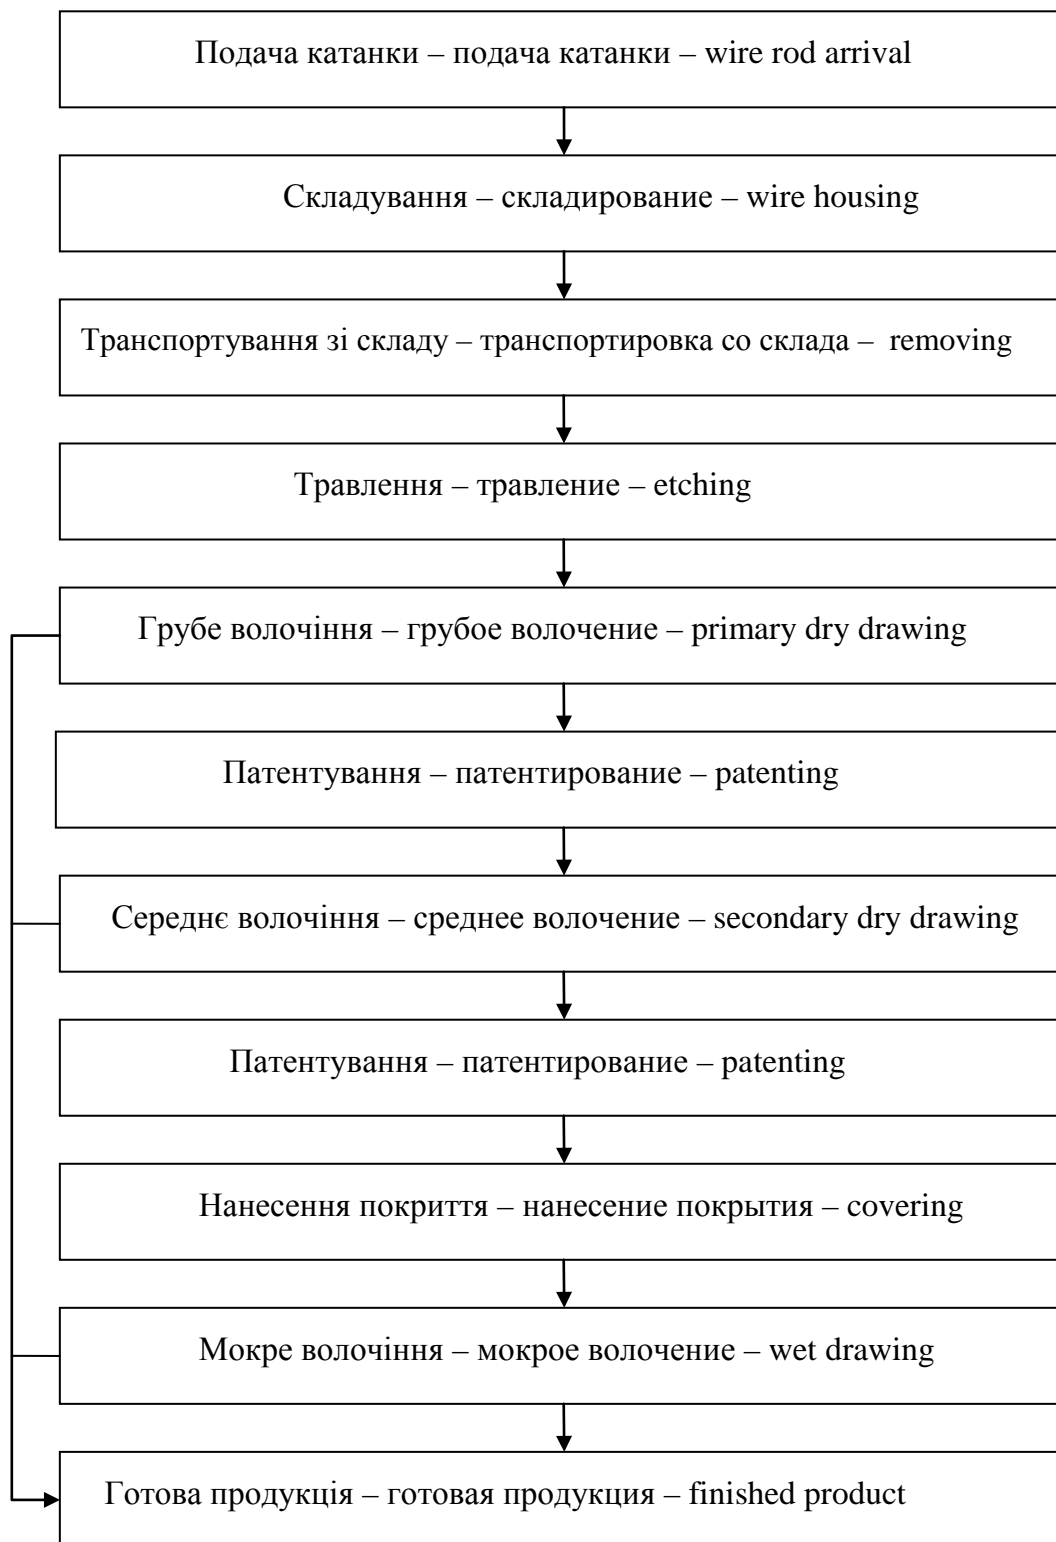 Подача катанки – подача катанки – wire rod arrival
Складування – складирование – wire housing
Транспортування зі складу – транспортировка со склада – removing
Травлення – травление – etching
Грубе волочіння – грубое волочение – primary dry drawing
Патентування – патентирование – patenting
Середнє волочіння – среднее волочение – secondary dry drawing
Патентування – патентирование – patenting
Нанесення покриття – нанесение покрытия – covering
Мокре волочіння – мокрое волочение – wet drawing
Готова продукція – готовая продукция – finished product